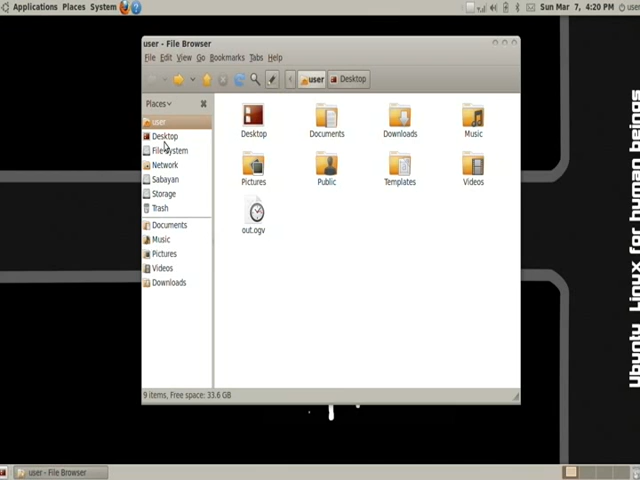 Applications Places System
Sun Mar 7, 4:20 PM
user
user - File Browser
File Edit View Go Bookmarks Tabs Help
user
Desktop
Places
user
Desktop
File System
Network
Sabayan
Storage
Trash
Documents
Music
Pictures
Videos
Downloads
Desktop
Documents
Downloads
Music
Pictures
Public
Templates
Videos
out.ogv
9 items, Free space: 33.6 GB
Ubuntu Linux for human beings
user - File Browser